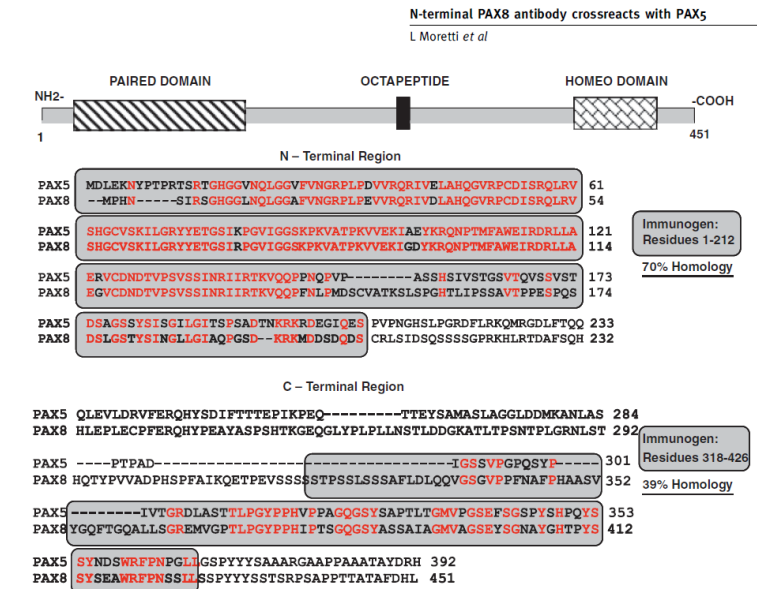 N-terminal PAX8 antibody crossreacts with PAX5
L Moretti et al
PAIRED DOMAIN OCTAPEPTIDE HOMEO DOMAIN
NH2- -COOH
1 451
N – Terminal Region
PAX5 MDLEKNYPTPRTSRTGHGGVNQLGGVFVNGRPLPDVVRQRIVELAHQGVRPCDISRQLRV 61
PAX8 --MPHN-----SIRSGHGGLNQLGGAFVNGRPLPEVVRQRIVDLAHQGVRPCDISRQLRV 54
PAX5 SHGCVSKILGRYYETGSIKPGVIGGSKPKVATPKVVEKIAEYKRQNPTMFAWEIRDRLLA 121
PAX8 SHGCVSKILGRYYETGSIRPGVIGGSKPKVATPKVVEKIGDYKRQNPTMFAWEIRDRLLA 114
Immunogen:
Residues 1-212
70% Homology
PAX5 ERVCDNDTVPSVSSINRIIRTKVQQPPNQPVP--------ASSHSIVSTGSVTQVSSVST 173
PAX8 EGVCDNDTVPSVSSINRIIRTKVQQPFNLPMDSCVATKSLSPGHTLIPSSAVTPPESPQS 174
PAX5 DSAGSSYSISGILGITSPSADTNKRKRDEGIQES PVPNGHSLPGRDFLRKQMRGDLFTQQ 233
PAX8 DSLGSTYSINGLLGIAQPGSD--KRKMDDSDQDS CRLSIDSQSSSSGPRKHLRTDAFSQH 232
C – Terminal Region
PAX5 QLEVLDRVFERQHYSDIFTTTEPIKPEQ---------TTEYSAMASLAGGLDDMKANLAS 284
PAX8 HLEPLECPFERQHYPEAYASPSHTKGEQGLYPLPLLNSTLDDGKATLTPSNTPLGRNLST 292
Immunogen:
Residues 318-426
39% Homology
PAX5 ----PTPAD------------------------------IGSSVPGPQSYP----- 301
PAX8 HQTYPVVADPHSPFAIKQETPEVSSSSSTPSSLSSSAFLDLQQVGSGVPPFNAFPHAASV 352
PAX5 --------IVTGRDLASTTLPGYPPHVPPAGQGSYSAPTLTGMVPGSEFSGSPYSHPQYS 353
PAX8 YGQFTGQALLSGREMVGPTLPGYPPHIPTSGQGSYASSAIAGMVAGSEYSGNAYGHTPYS 412
PAX5 SYNDSWRFPNPGLLGSPYYYSAAARGAAPPAAATAYDRH 392
PAX8 SYSEAWRFPNSSLLSSPYYYSSTSRPSAPPTTATAFDHL 451